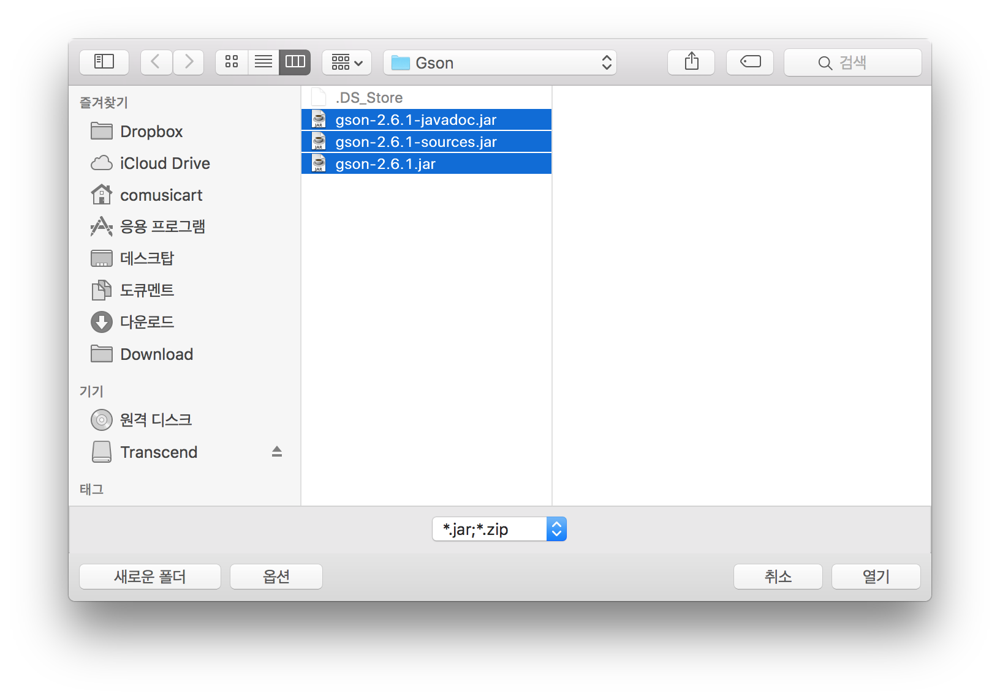 Gson
검색
즐겨찾기
Dropbox
iCloud Drive
comusicart
응용 프로그램
데스크탑
도큐멘트
다운로드
Download
기기
원격 디스크
Transcend
태그
.DS_Store
JAR gson-2.6.1-javadoc.jar
JAR gson-2.6.1-sources.jar
JAR gson-2.6.1.jar
*.jar;*.zip
새로운 폴더
옵션
취소
열기